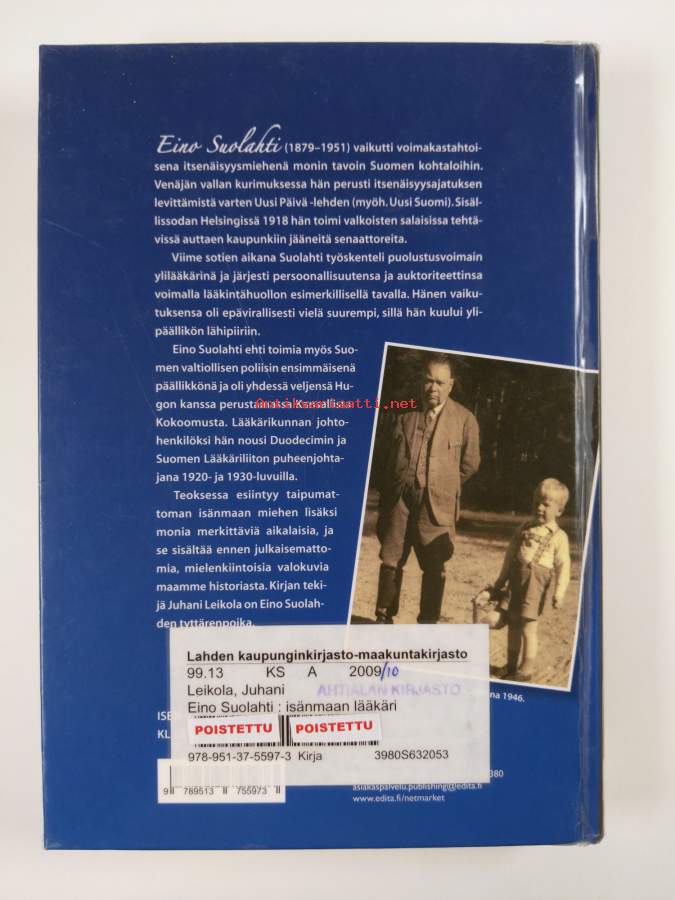 Eino Suolahti (1879–1951) vaikutti voimakastahtoi-
sena itsenäisyysmiehenä monin tavoin Suomen kohtaloihin.
Venäjän vallan kurimuksessa hän perusti itsenäisyysajatuksen
levittämistä varten Uusi Päivä -lehden (myöh. Uusi Suomi). Sisäl-
lissodan Helsingissä 1918 hän toimi valkoisten salaisissa tehtä-
vissä auttaen kaupunkiin jääneitä senaattoreita.
Viime sotien aikana Suolahti työskenteli puolustusvoimain
ylilääkärinä ja järjesti persoonallisuutensa ja auktoriteettinsa
voimalla lääkintähuollon esimerkillisellä tavalla. Hänen vaiku-
tuksensa oli epävirallisesti vielä suurempi, sillä hän kuului yli-
päällikön lähipiiriin.
Eino Suolahti ehti toimia myös Suo-
men valtiollisen poliisin ensimmäisenä
päällikkönä ja oli yhdessä veljensä Hu-
gon kanssa perustamassa Kansallista
Antikvariaatti.net
Kokoomusta. Lääkärikunnan johto-
henkilöksi hän nousi Duodecimin ja
Suomen Lääkäriliiton puheenjohta-
jana 1920- ja 1930-luvuilla.
Teoksessa esiintyy taipumat-
toman isänmaan miehen lisäksi
monia merkittäviä aikalaisia, ja
se sisältää ennen julkaisematto-
mia, mielenkiintoisia valokuvia
maamme historiasta. Kirjan teki-
jä Juhani Leikola on Eino Suolah-
den tyttärenpoika.
na 1946.
Lahden kaupunginkirjasto-maakuntakirjasto
99.13 KS A 2009/10
Leikola, Juhani AHTIALAN KIRJASTO
Eino Suolahti : isänmaan lääkäri
POISTETTU POISTETTU
978-951-37-5597-3 Kirja 3980S632053
KL
380
asiakaspalvelu.publishing@edita.fi
www.edita.fi/netmarket
9 789513 755973